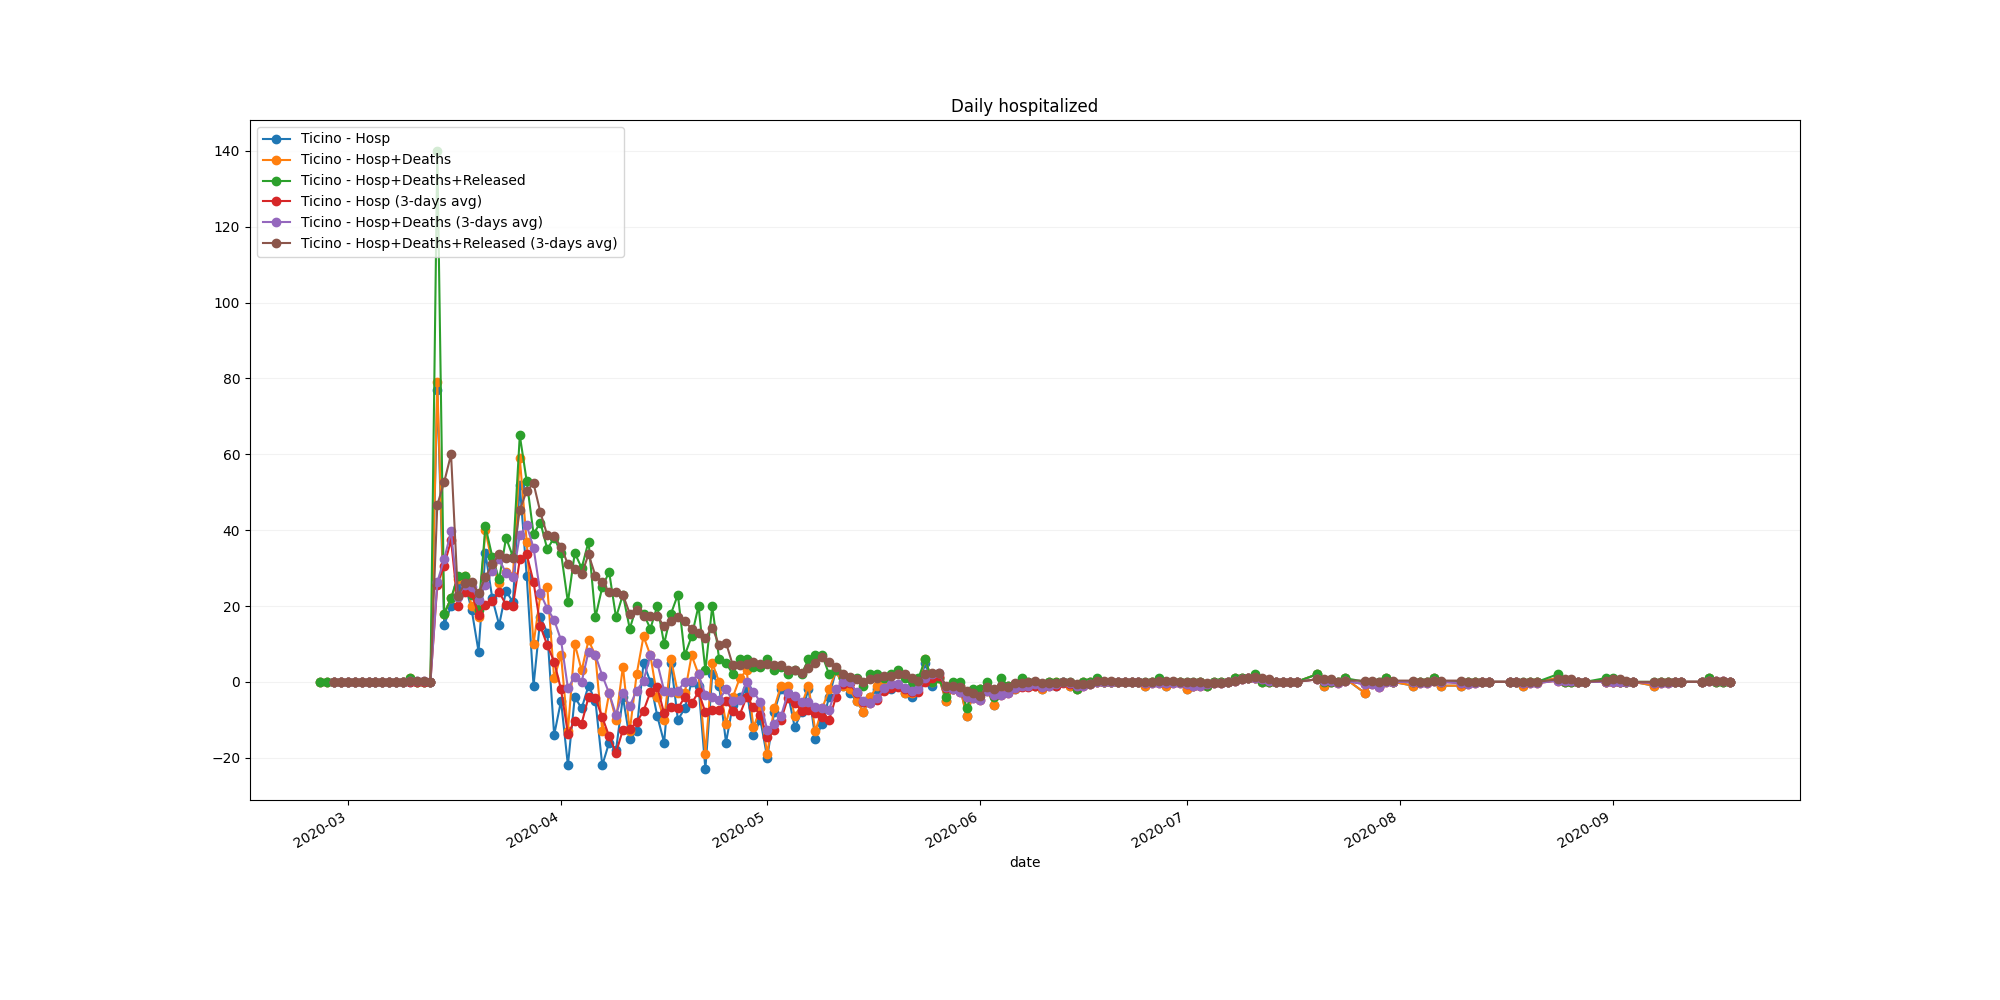 Daily hospitalized
Ticino - Hosp
Ticino - Hosp+Deaths
Ticino - Hosp+Deaths+Released
Ticino - Hosp (3-days avg)
Ticino - Hosp+Deaths (3-days avg)
Ticino - Hosp+Deaths+Released (3-days avg)
140
120
100
80
60
40
20
0
−20
2020-03
2020-04
2020-05
2020-06
2020-07
2020-08
2020-09
date